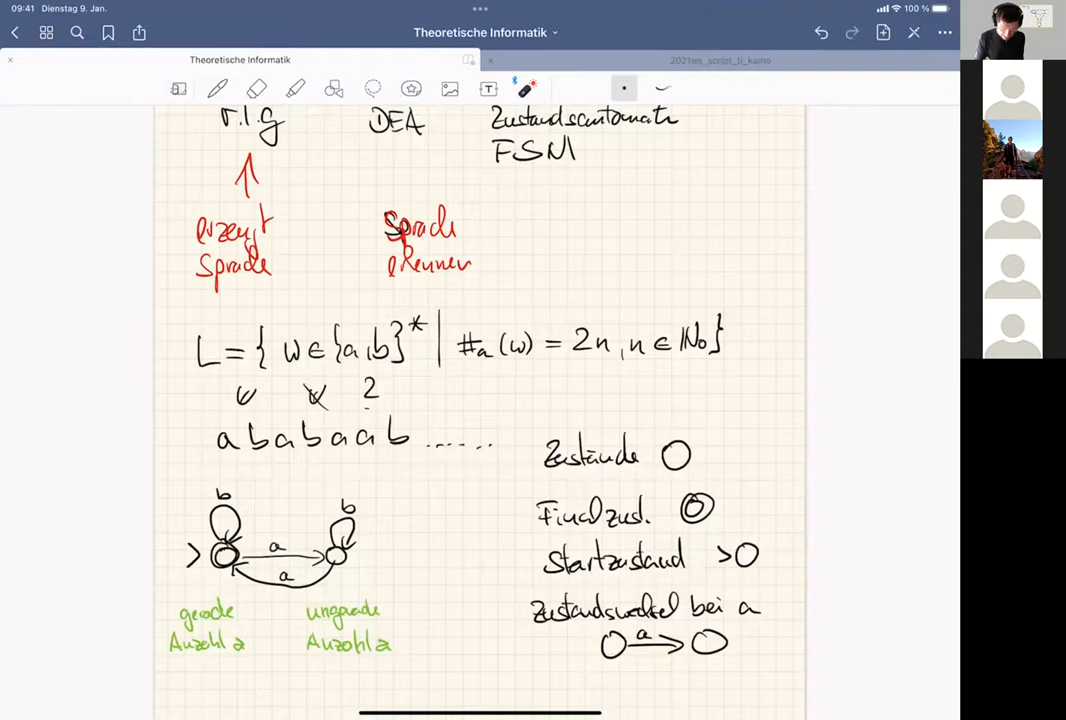 09:41 Dienstag 9. Jan.
100 %
Theoretische Informatik
Theoretische Informatik
2021ws_script_ti_kamo
r.l.g DEA Zustandsautomat
FSM
erzeugt Sprache
Sprache erkennen
L = { w ∈ {a,b}* | #a(w) = 2n, n ∈ ℕ₀}
2
a b a b a a b .......
Zustände
Finalzust.
Startzustand >
Zustandswechsel bei a
a
b b
> a
a
gerade ungerade
Anzahl a Anzahl a